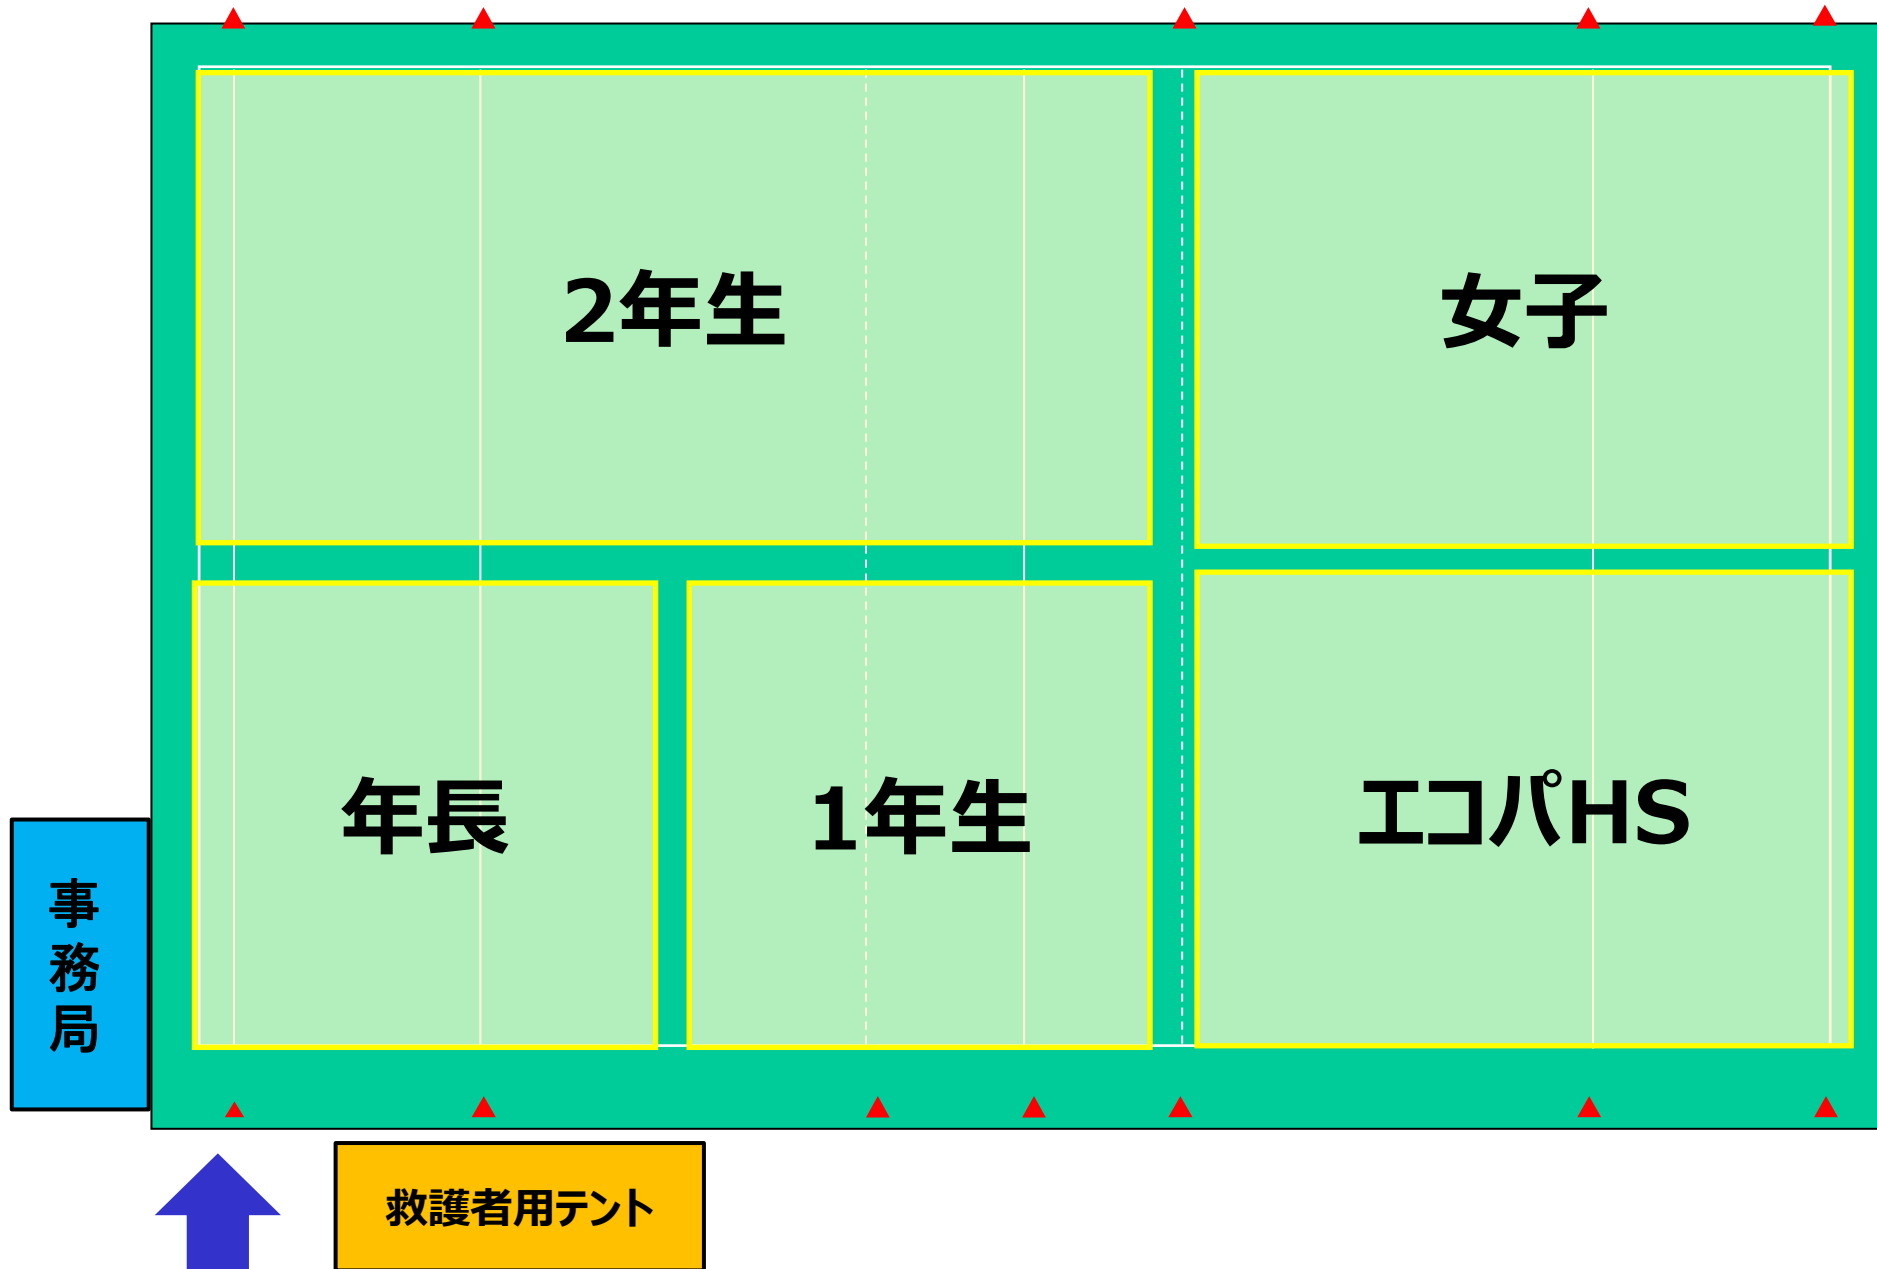 2年生
女子
年長
1年生
エコパHS
事務局
救護者用テント